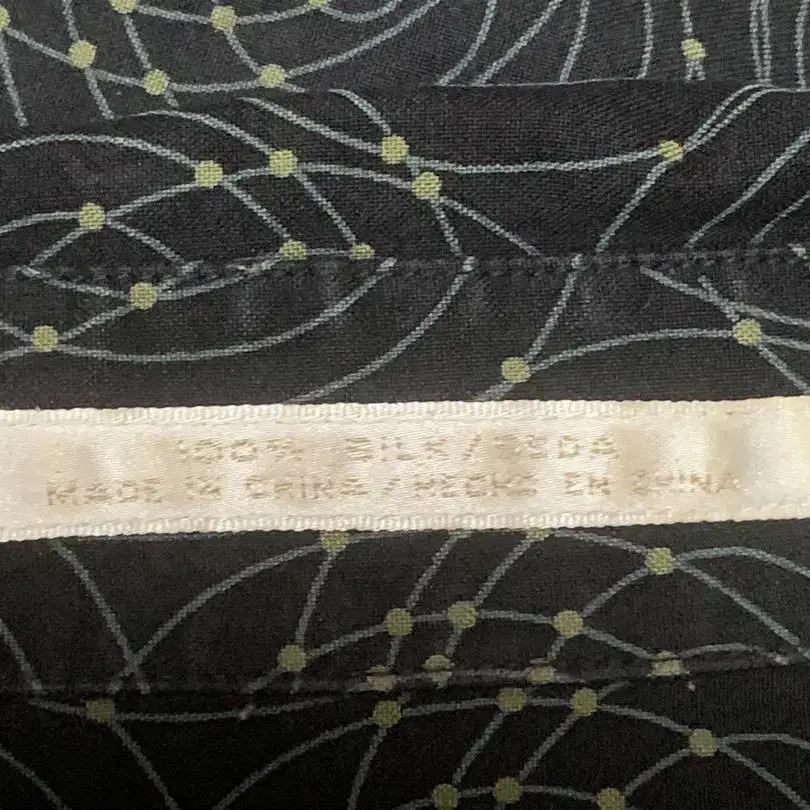 100% SILK/SEDA
MADE IN CHINA/HECHO EN CHINA